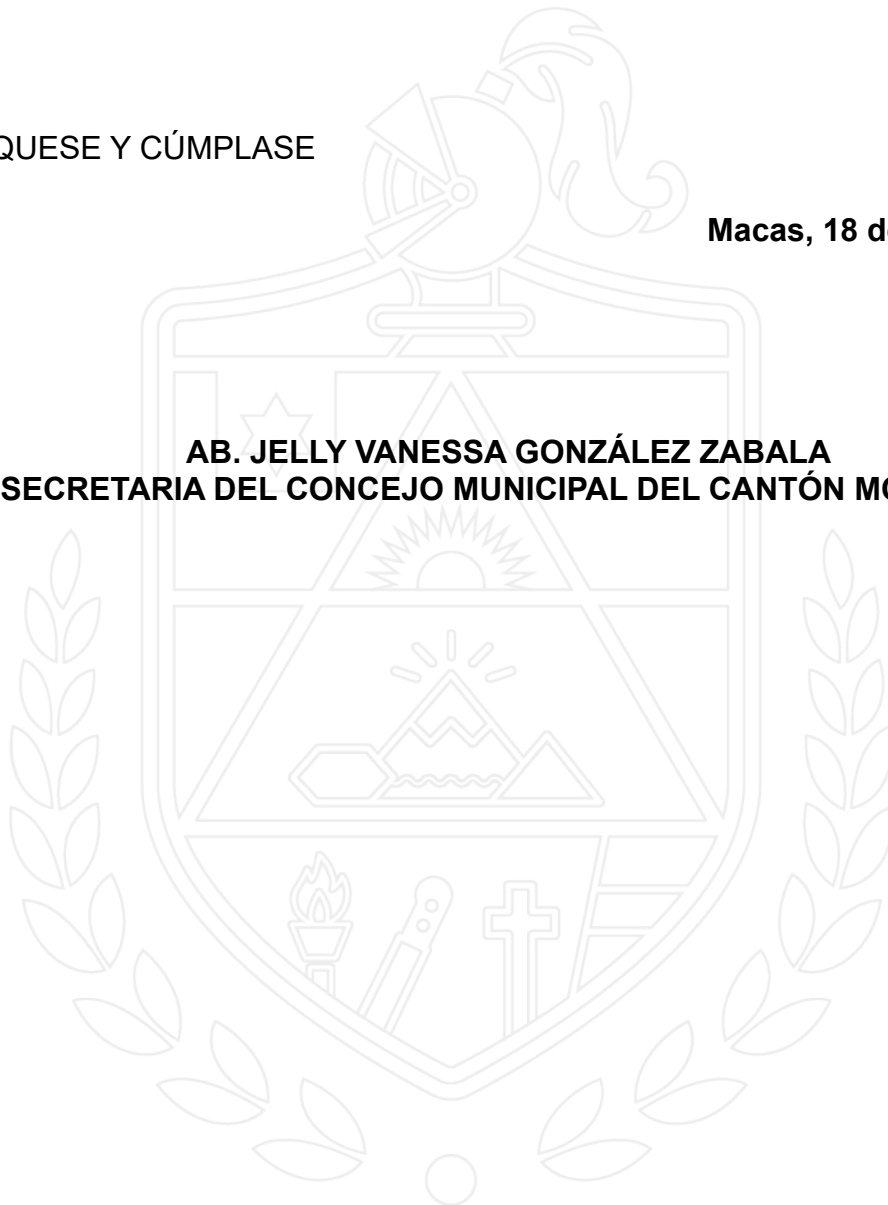 QUESE Y CÚMPLASE
Macas, 18 d
AB. JELLY VANESSA GONZÁLEZ ZABALA
SECRETARIA DEL CONCEJO MUNICIPAL DEL CANTÓN MO